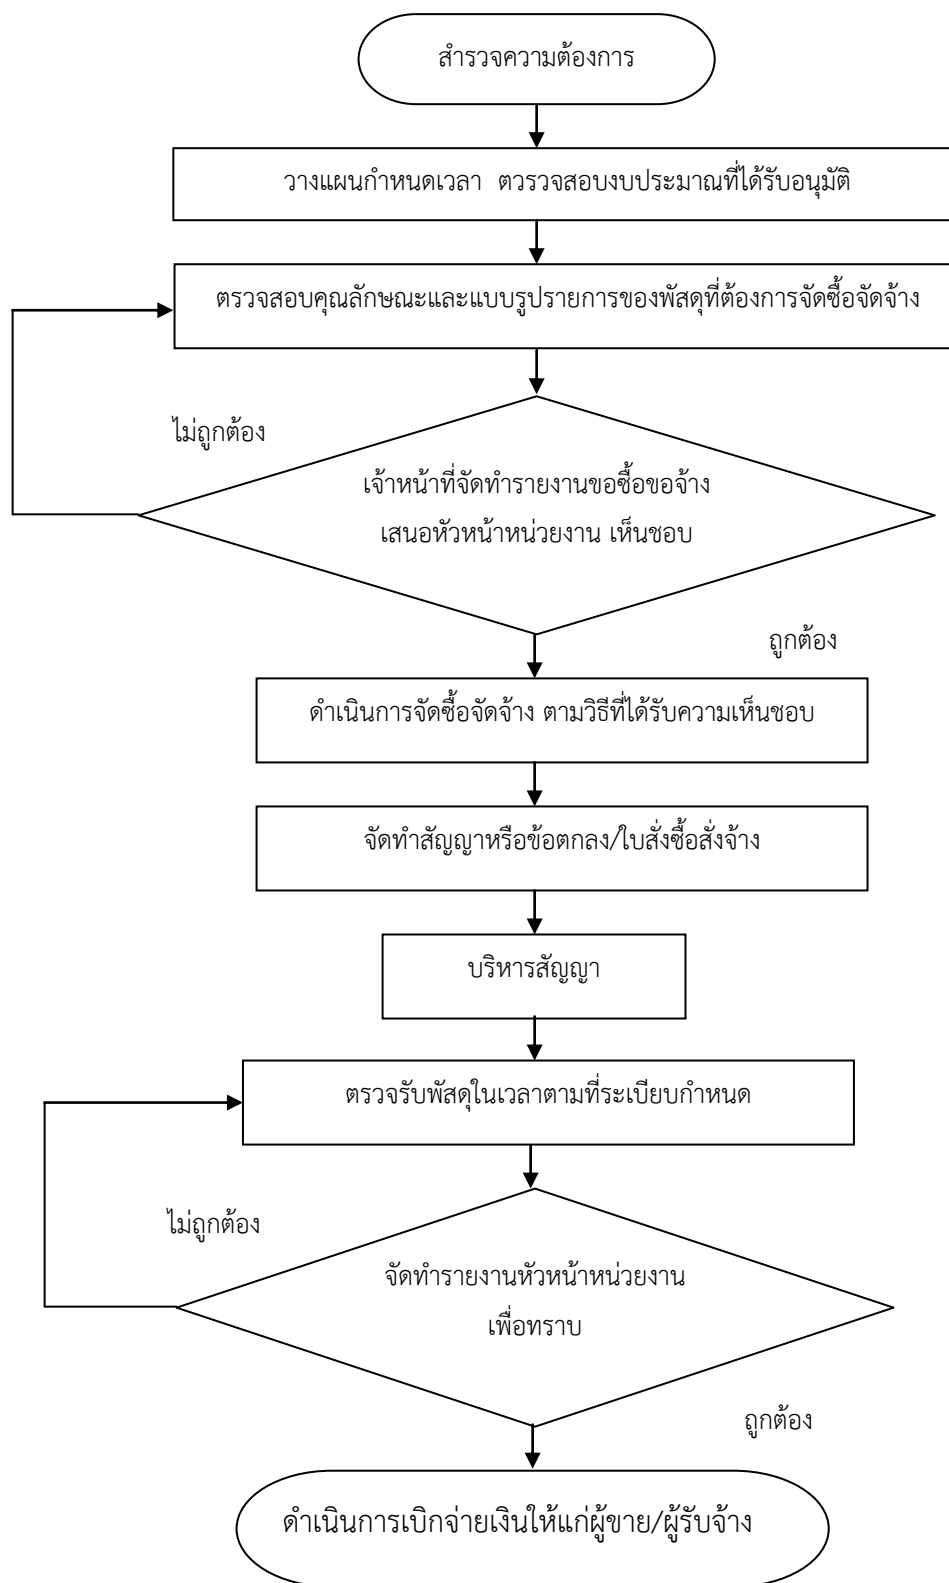 สำรวจความต้องการ
วางแผนกำหนดเวลา ตวรวจสอบงบประมาณที่ได้รับอนุมัติ
ตรวจสอบคุณลักษณะและแบบรูปรายการของพัสดุที่ต้องการจัดซื้อจัดจ้าง
ไม่ถูกต้อง
เจ้าหน้าที่จัดทำรายงานขอซื้อขอจ้าง
เสนอหัวหน้าหน่วยงาน เห็นชอบ
ถูกต้อง
ดำเนินการจัดซื้อจัดจ้าง ตามวิธีที่ได้รับความเห็นชอบ
จัดทำสัญญาหรือข้อตกลง/ใบสั่งซื้อสั่งจ้าง
บริหารสัญญา
ตรวจรับพัสดุในเวลาตามที่ระเบียบกำหนด
ไม่ถูกต้อง
จัดทำรายงานหัวหน้าหน่วยงาน
เพื่อทราบ
ถูกต้อง
ดำเนินการเบิกจ่ายเงินให้แก่ผู้ขาย/ผู้รับจ้าง